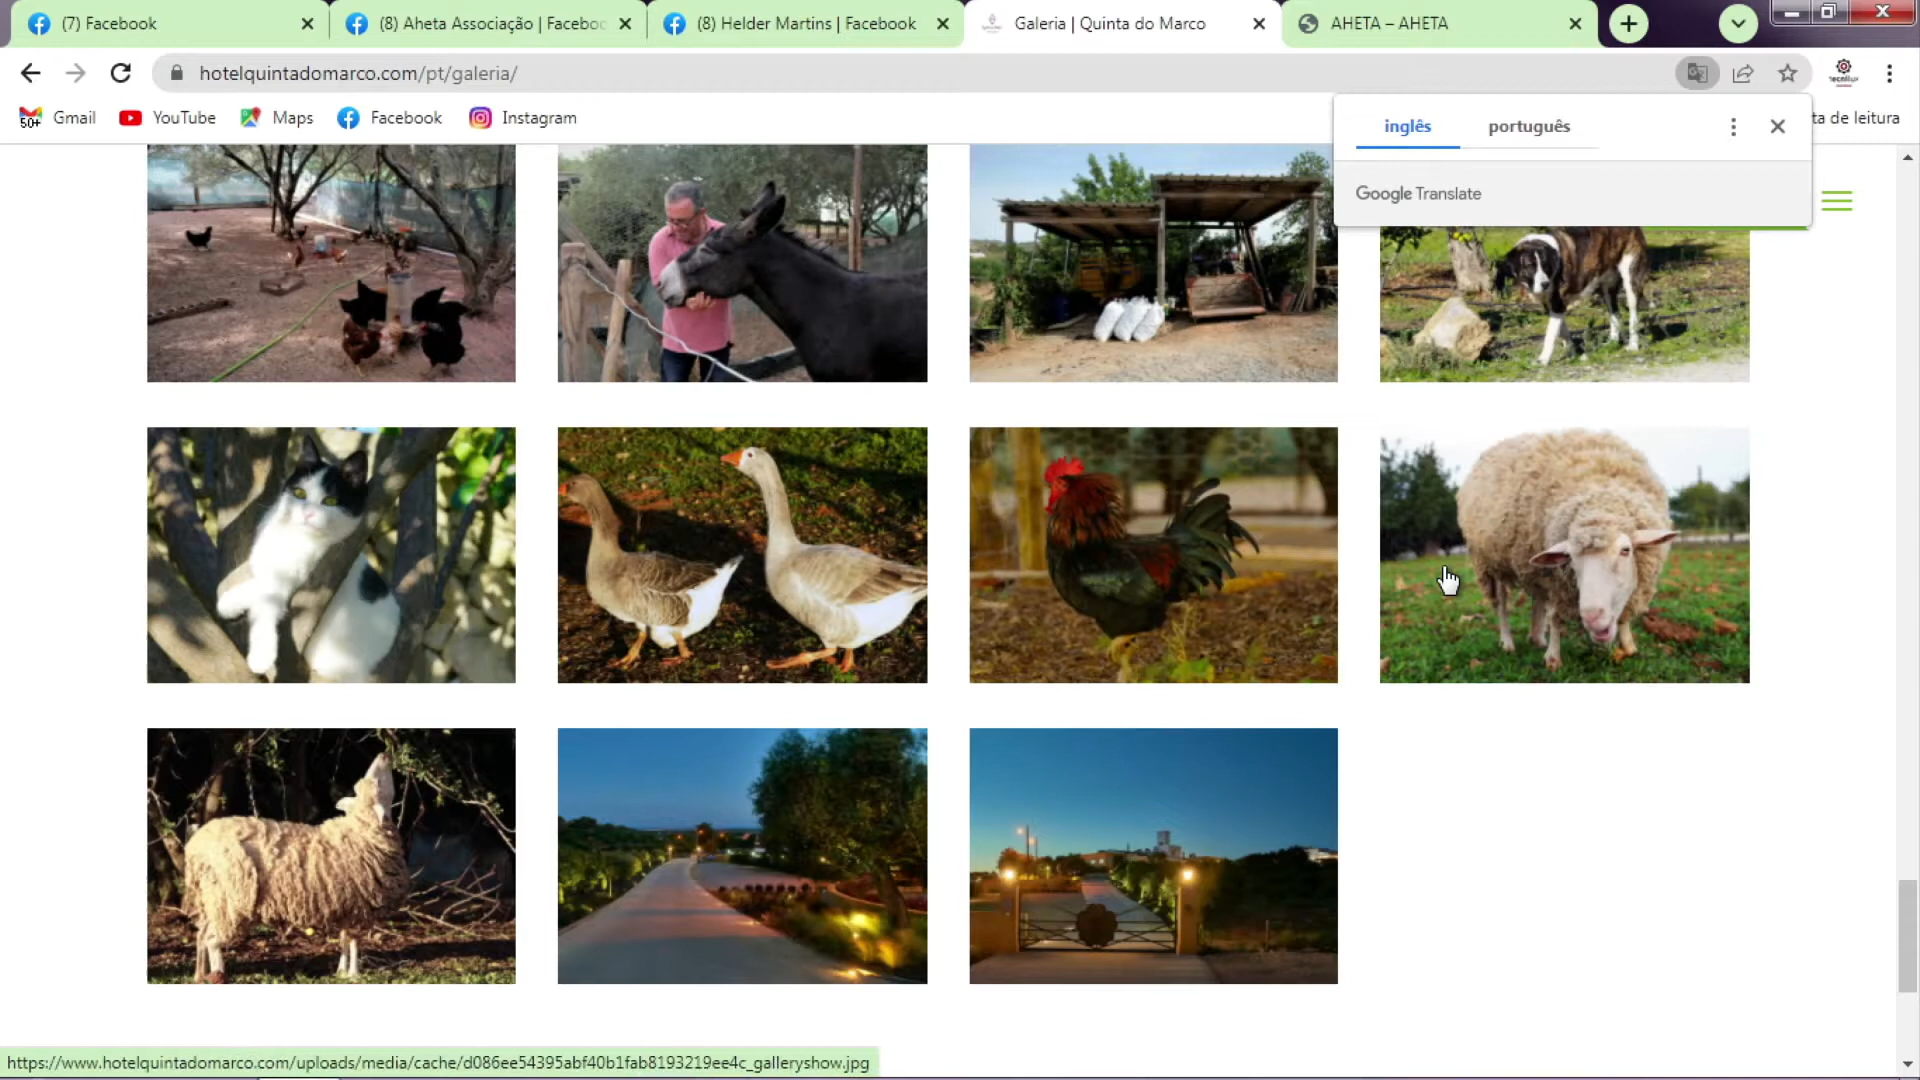 (7) Facebook
(8) Aheta Associação | Facebo
(8) Helder Martins | Facebook
Galeria | Quinta do Marco
AHETA – AHETA
hotelquintadomarco.com/pt/galeria/
Gmail
50+
YouTube
Maps
Facebook
Instagram
ta de leitura
inglês
português
Google Translate
https://www.hotelquintadomarco.com/uploads/media/cache/d086ee54395abf40b1fab8193219ee4c_galleryshow.jpg